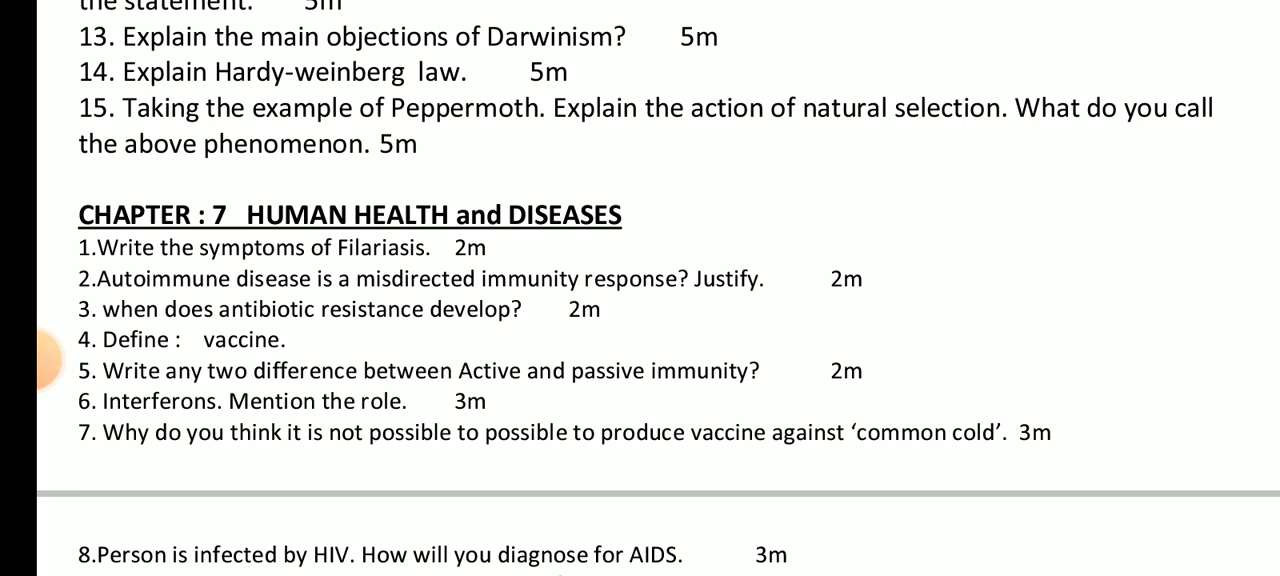 the statement. 5m
13. Explain the main objections of Darwinism? 5m
14. Explain Hardy-weinberg law. 5m
15. Taking the example of Peppermoth. Explain the action of natural selection. What do you call
the above phenomenon. 5m
CHAPTER : 7 HUMAN HEALTH and DISEASES
1.Write the symptoms of Filariasis. 2m
2.Autoimmune disease is a misdirected immunity response? Justify. 2m
3. when does antibiotic resistance develop? 2m
4. Define : vaccine.
5. Write any two difference between Active and passive immunity? 2m
6. Interferons. Mention the role. 3m
7. Why do you think it is not possible to possible to produce vaccine against ‘common cold’. 3m
8.Person is infected by HIV. How will you diagnose for AIDS. 3m